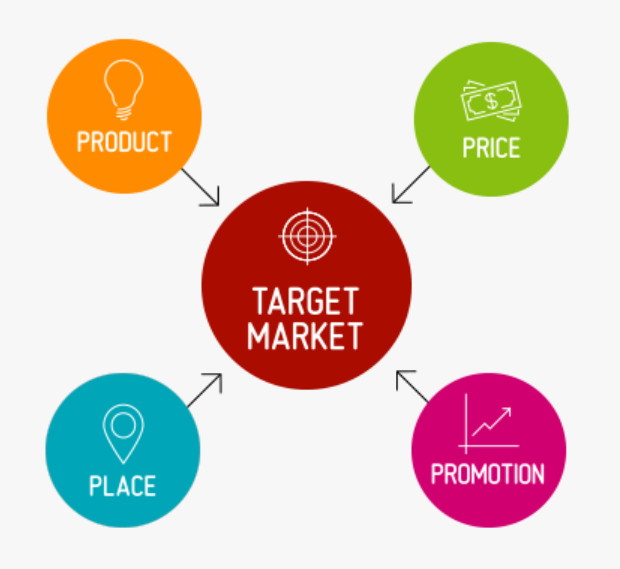 PRODUCT
PRICE
$
TARGET
MARKET
PLACE
PROMOTION